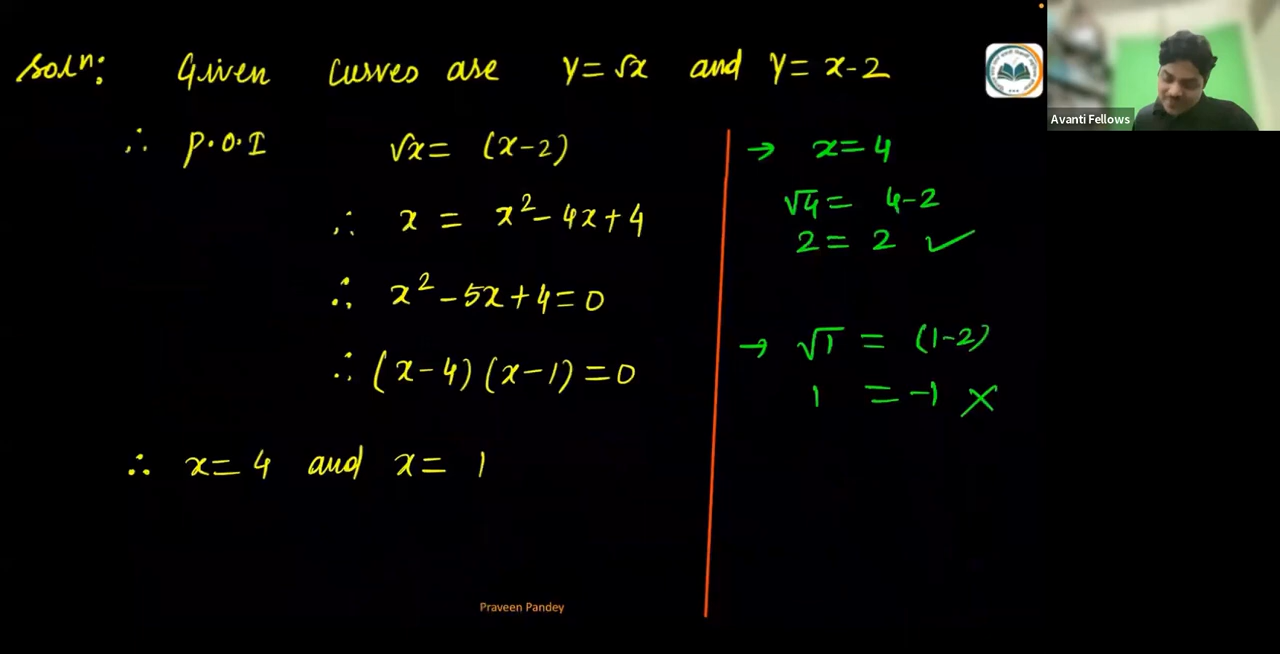 Soln: Given curves are y = √x and y = x - 2
∴ P.O.I √x = (x-2)
∴ x = x² - 4x + 4
∴ x² - 5x + 4 = 0
∴ (x-4)(x-1) = 0
∴ x = 4 and x = 1
→ x = 4
√4 = 4-2
2 = 2 ✓
→ √1 = (1-2)
1 = -1 ✗
Praveen Pandey
Avanti Fellows